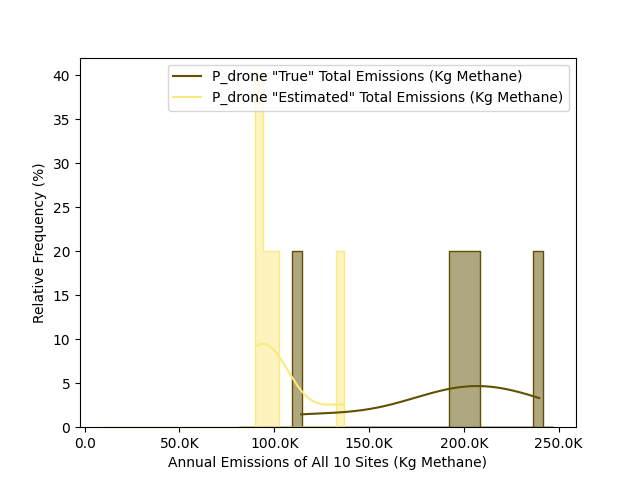 P_drone "True" Total Emissions (Kg Methane)
P_drone "Estimated" Total Emissions (Kg Methane)
40
35
30
25
20
15
10
5
0
Relative Frequency (%)
0.0 50.0K 100.0K 150.0K 200.0K 250.0K
Annual Emissions of All 10 Sites (Kg Methane)